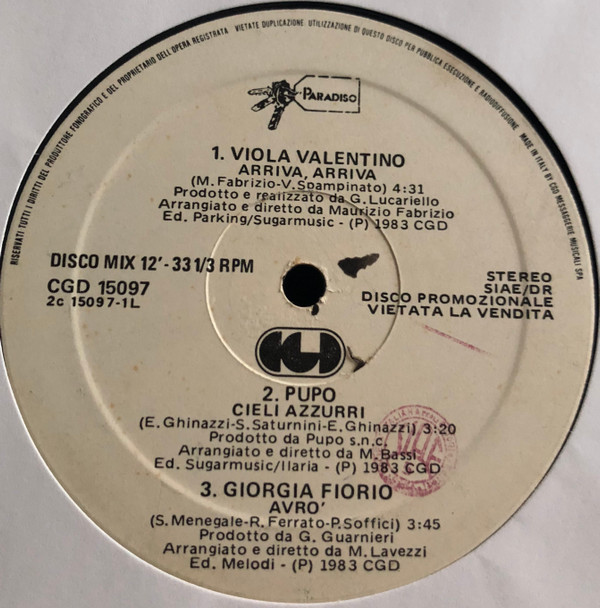 RISERVATI TUTTI I DIRITTI DEL PRODUTTORE FONOGRAFICO E DEL PROPRIETARIO DELL'OPERA REGISTRATA VIETATE DUPLICAZIONE UTILIZZAZIONE DI QUESTO DISCO PER PUBBLICA ESECUZIONE E RADIODIFFUSIONE. MADE IN ITALY BY CGD MESSAGGERIE MUSICALI SPA
PARADISO
1. VIOLA VALENTINO
ARRIVA, ARRIVA
(M. Fabrizio-V. Spampinato) 4:31
Prodotto e realizzato da G. Lucariello
Arrangiato e diretto da Maurizio Fabrizio
Ed. Parking/Sugarmusic - (P) 1983 CGD
DISCO MIX 12' - 33 1/3 RPM
CGD 15097
2c 15097-1L
STEREO
SIAE/DR
DISCO PROMOZIONALE
VIETATA LA VENDITA
CGD
2. PUPO
CIELI AZZURRI
(E. Ghinazzi-S. Saturnini-E. Ghinazzi) 3:20
Prodotto da Pupo s.n.c.
Arrangiato e diretto da M. Bassi
Ed. Sugarmusic/Ilaria - (P) 1983 CGD
3. GIORGIA FIORIO
AVRO'
(S. Menegale-R. Ferrato-P. Soffici) 3:45
Prodotto da G. Guarnieri
Arrangiato e diretto da M. Lavezzi
Ed. Melodi - (P) 1983 CGD